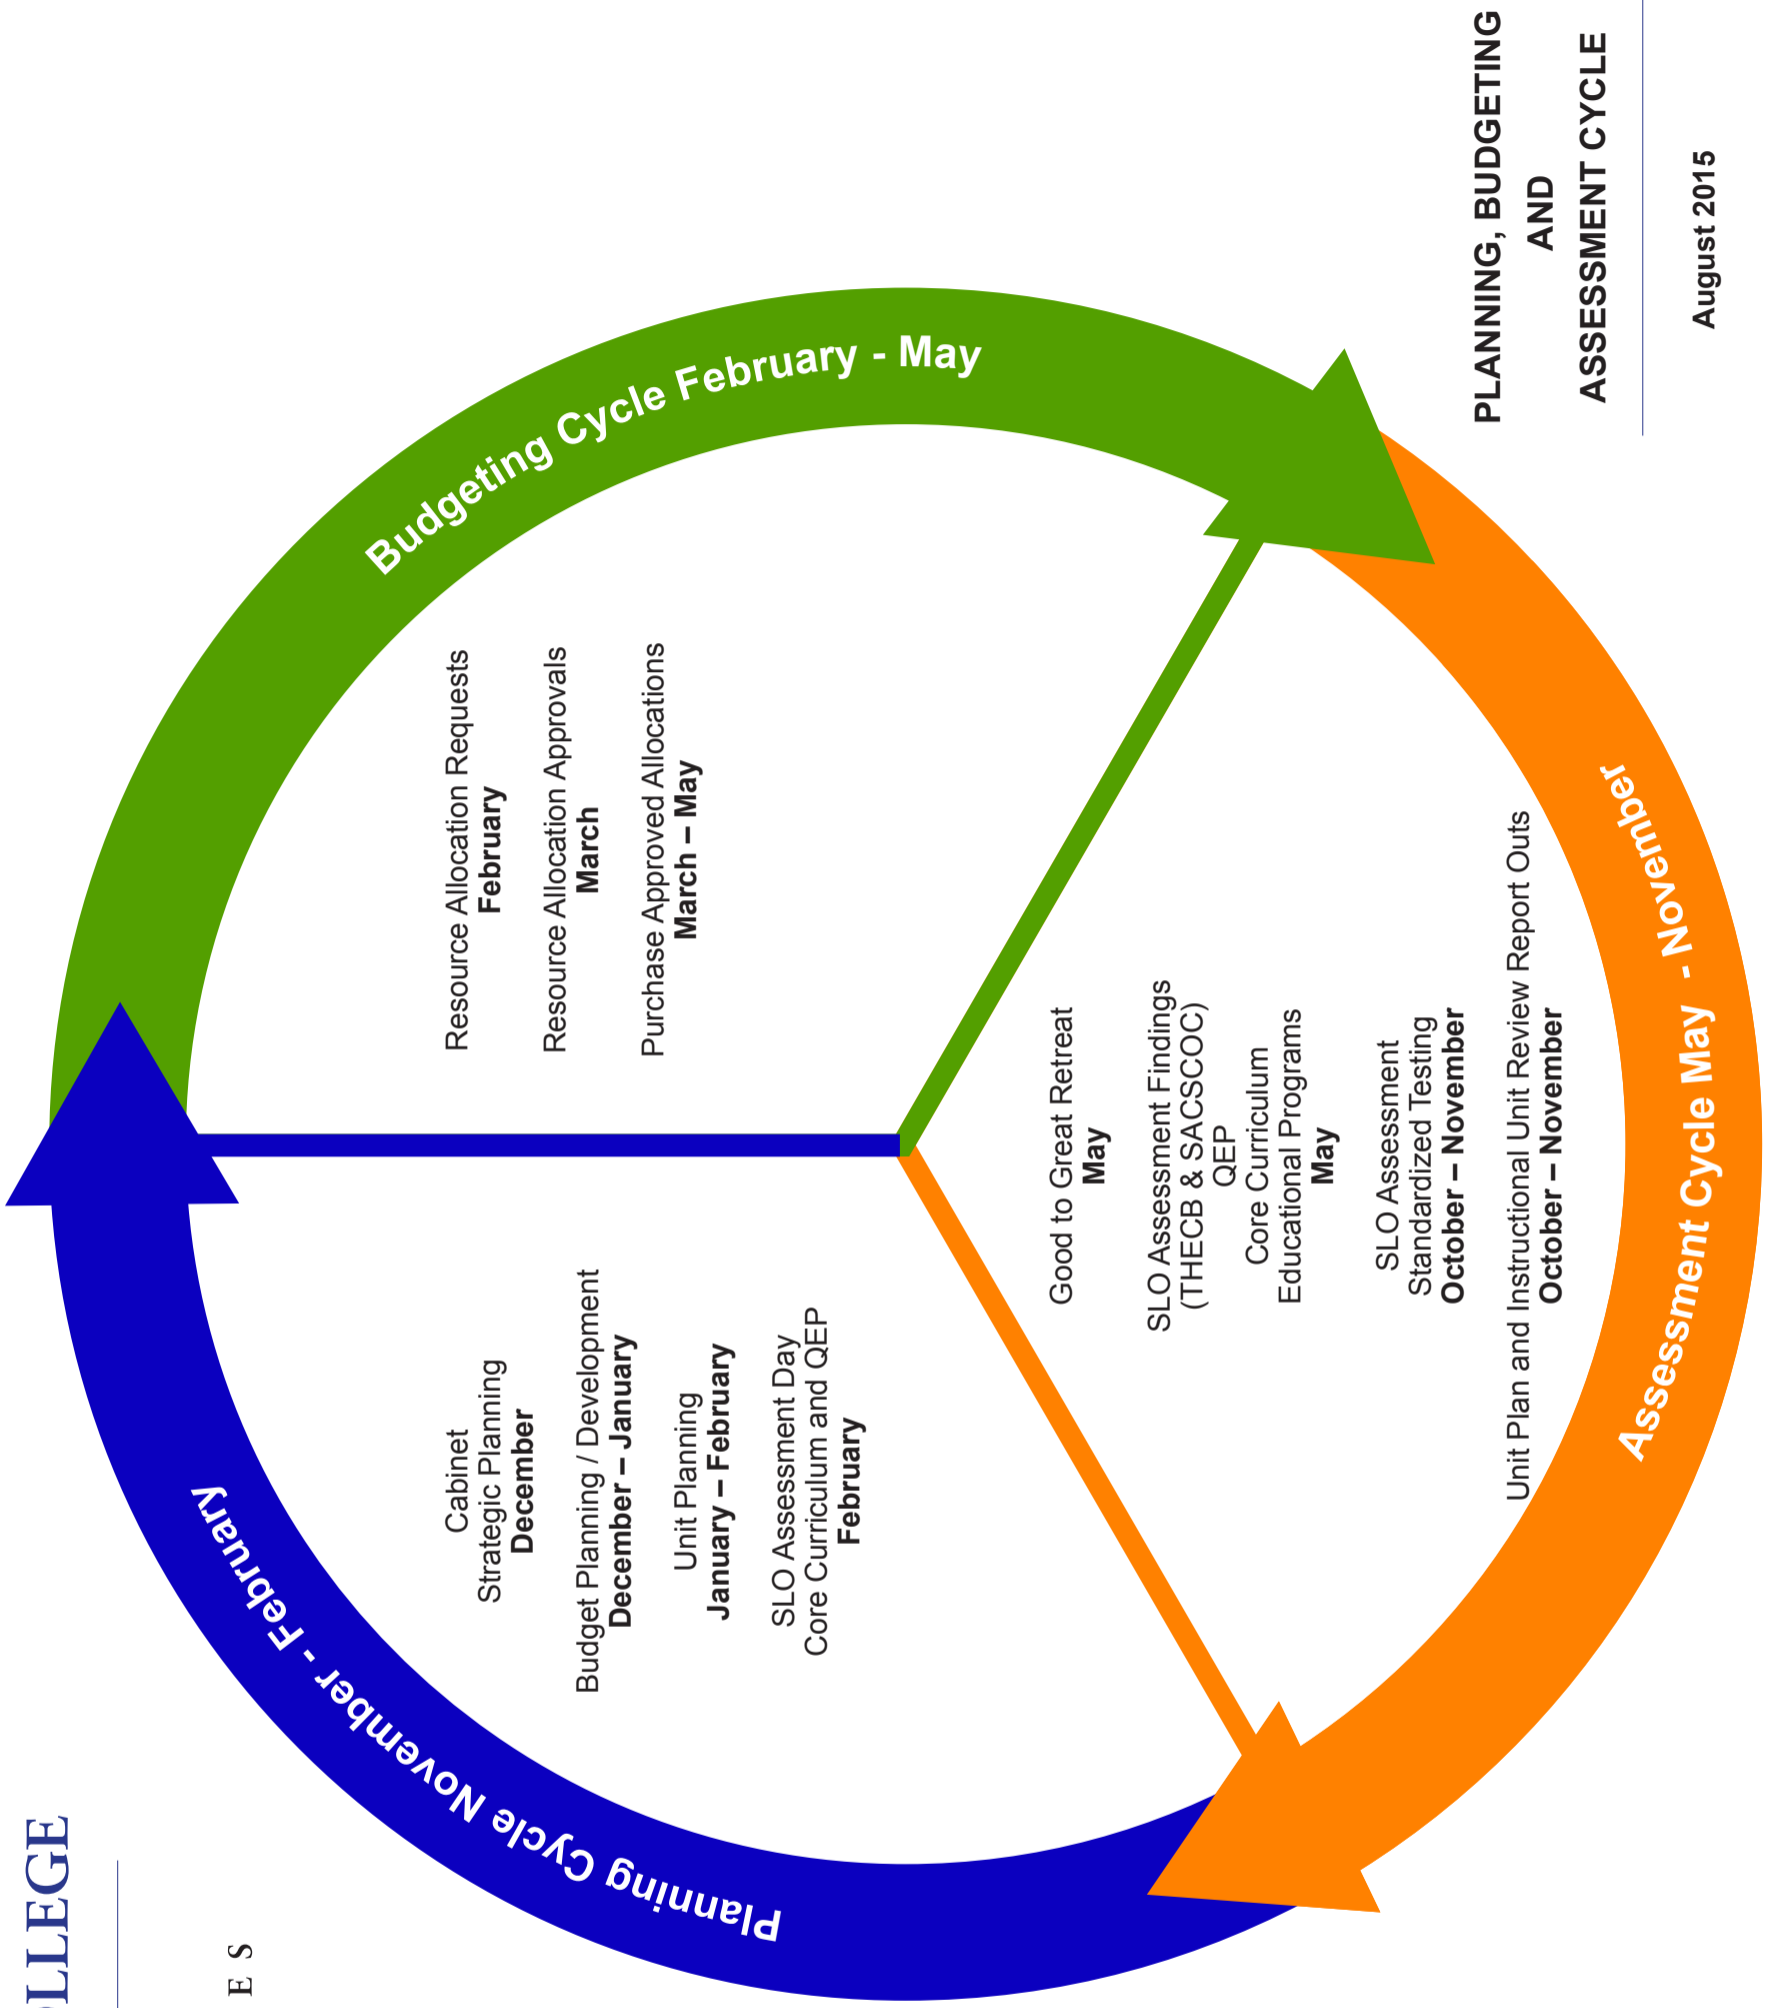 PLANNING, BUDGETING
AND
ASSESSMENT CYCLE
August 2015
Planning Cycle November - February
Cabinet
Strategic Planning
December
Budget Planning / Development
December – January
Unit Planning
January – February
SLO Assessment Day
Core Curriculum and QEP
February
Budgeting Cycle February - May
Resource Allocation Requests
February
Resource Allocation Approvals
March
Purchase Approved Allocations
March – May
Assessment Cycle May - November
Good to Great Retreat
May
SLO Assessment Findings
(THECB & SACSCOC)
QEP
Core Curriculum
Educational Programs
May
SLO Assessment
Standardized Testing
October – November
Unit Plan and Instructional Unit Review Report Outs
October – November